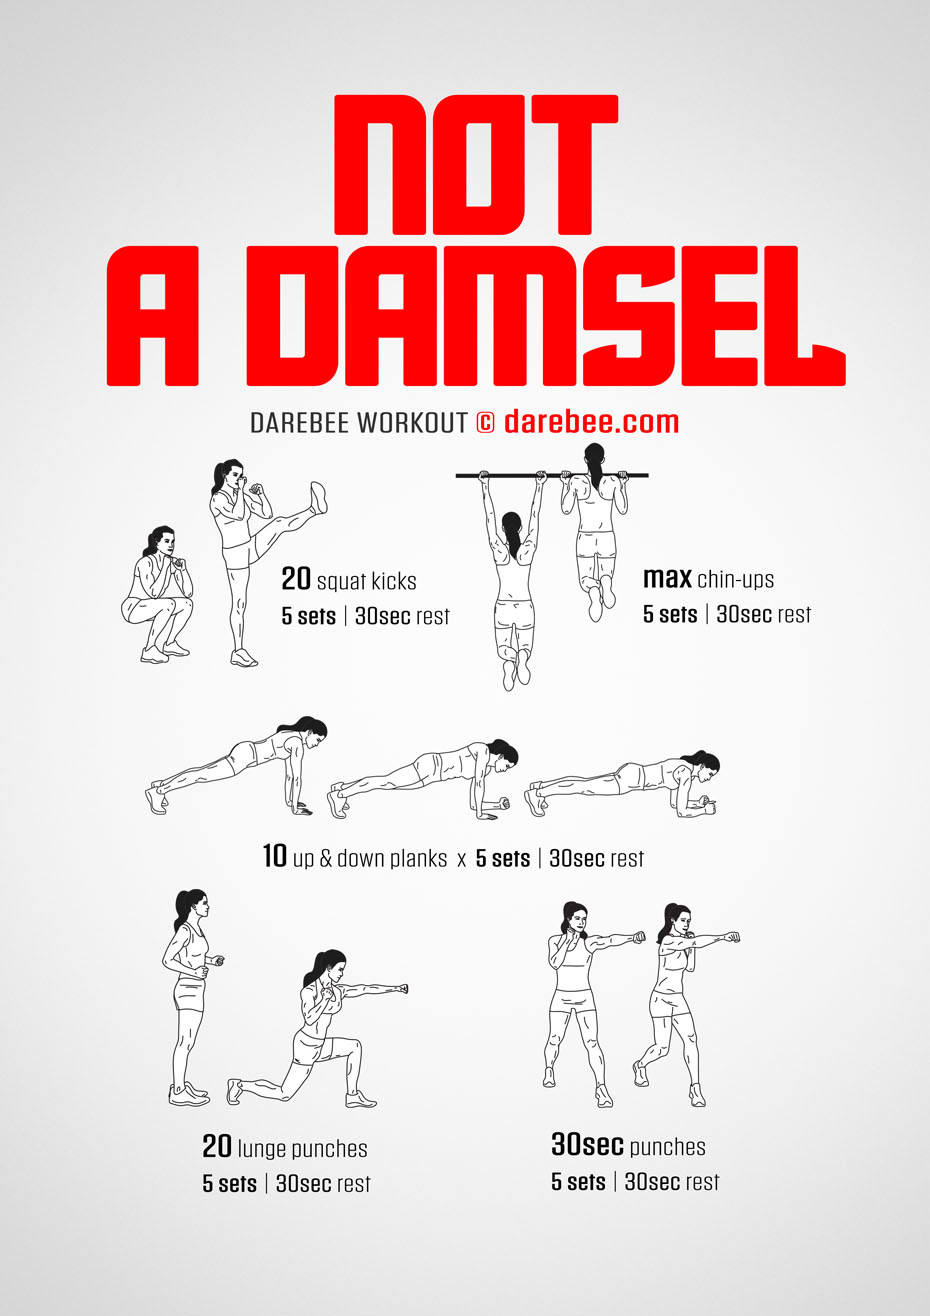 NOT
A DAMSEL
DAREBEE WORKOUT © darebee.com
20 squat kicks
5 sets | 30sec rest
max chin-ups
5 sets | 30sec rest
10 up & down planks x 5 sets | 30sec rest
20 lunge punches
5 sets | 30sec rest
30sec punches
5 sets | 30sec rest